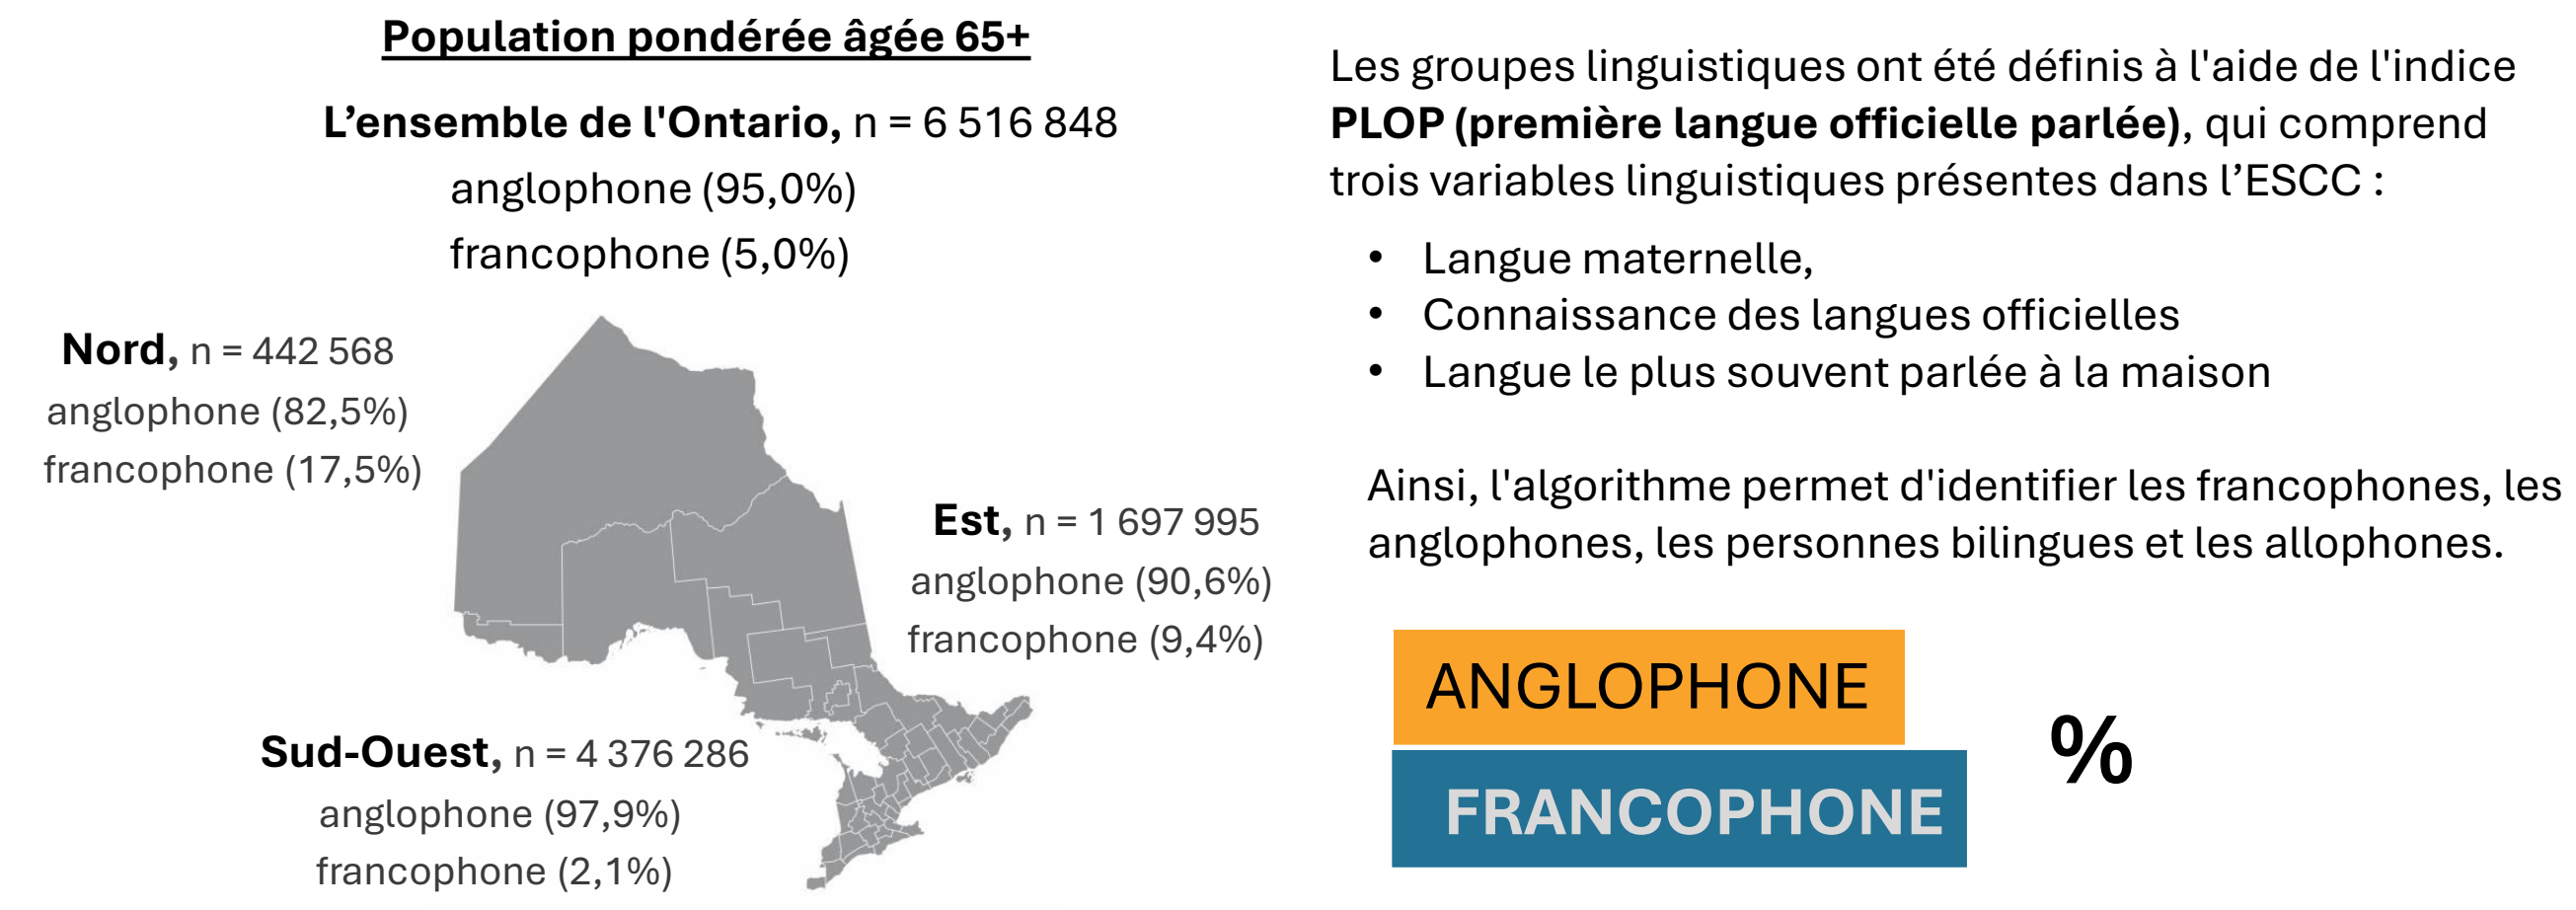 Population pondérée âgée 65+
L’ensemble de l'Ontario, n = 6 516 848
anglophone (95,0%)
francophone (5,0%)
Nord, n = 442 568
anglophone (82,5%)
francophone (17,5%)
Est, n = 1 697 995
anglophone (90,6%)
francophone (9,4%)
Sud-Ouest, n = 4 376 286
anglophone (97,9%)
francophone (2,1%)
Les groupes linguistiques ont été définis à l'aide de l'indice
PLOP (première langue officielle parlée), qui comprend
trois variables linguistiques présentes dans l’ESCC :
• Langue maternelle,
• Connaissance des langues officielles
• Langue le plus souvent parlée à la maison
Ainsi, l'algorithme permet d'identifier les francophones, les
anglophones, les personnes bilingues et les allophones.
ANGLOPHONE
FRANCOPHONE
%